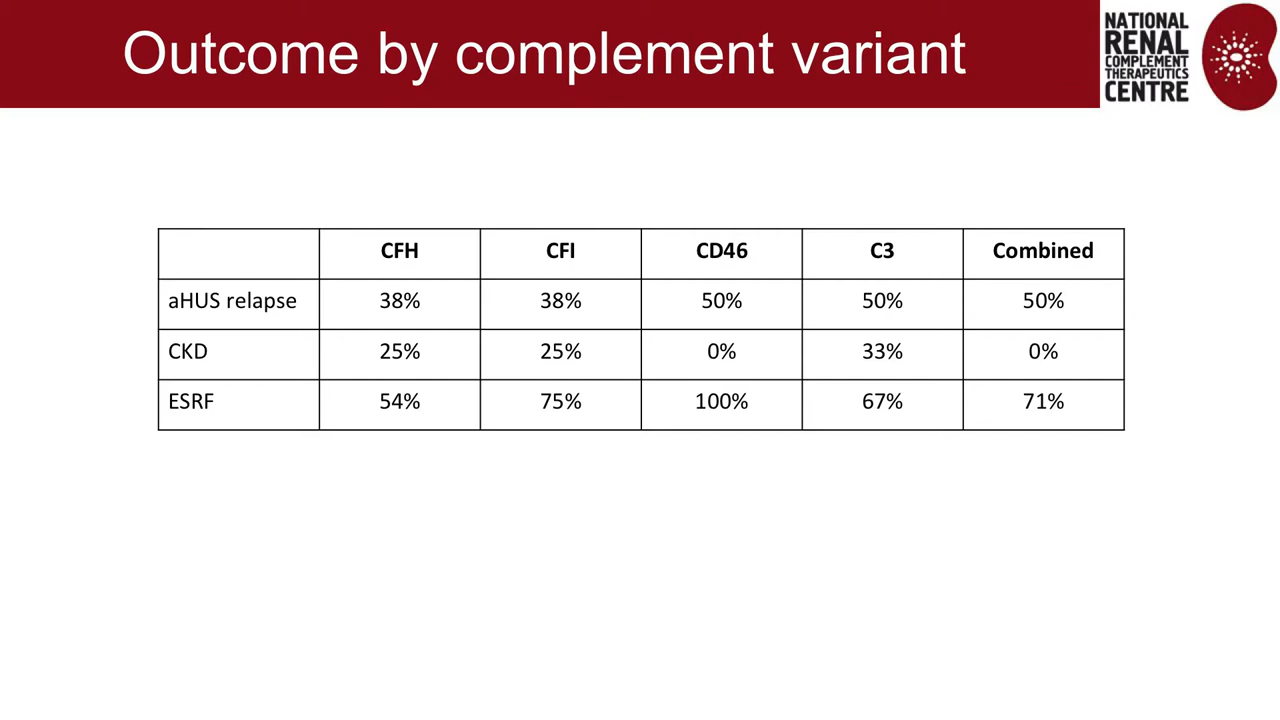 Outcome by complement variant
NATIONAL
RENAL
COMPLEMENT
THERAPEUTICS
CENTRE
CFH CFI CD46 C3 Combined
aHUS relapse 38% 38% 50% 50% 50%
CKD 25% 25% 0% 33% 0%
ESRF 54% 75% 100% 67% 71%